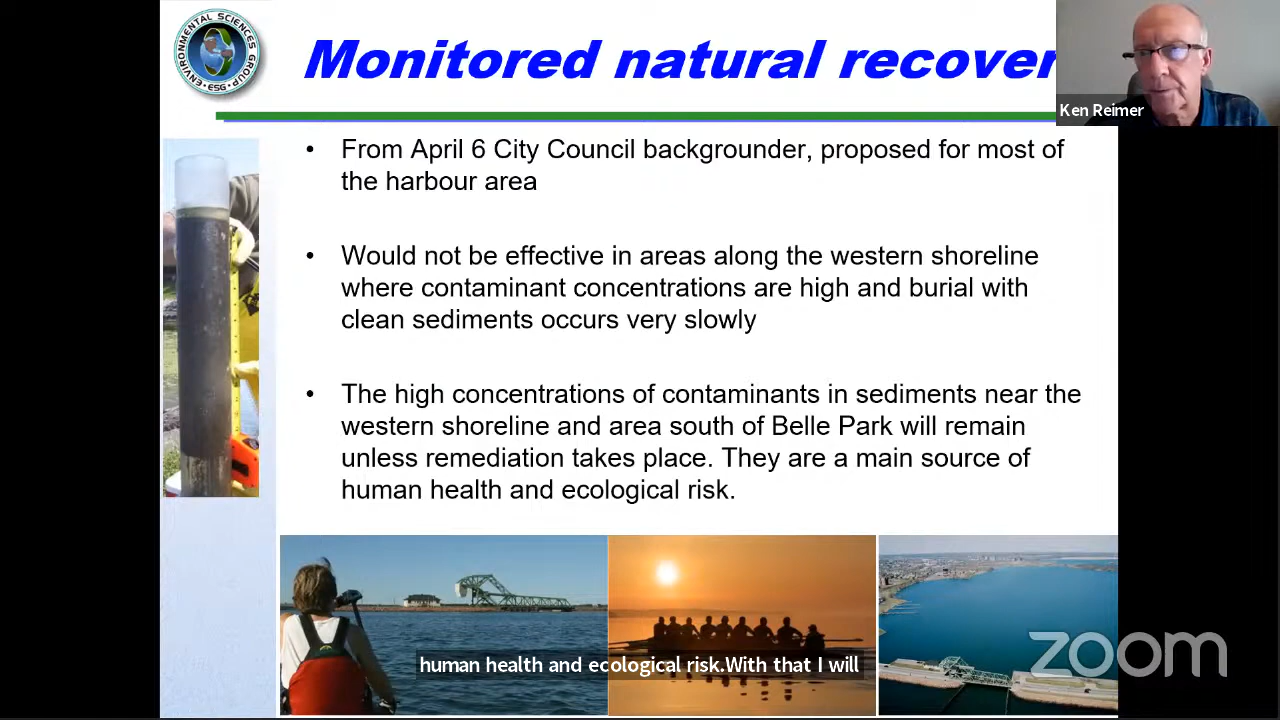 ENVIRONMENTAL SCIENCES GROUP
ESG
Monitored natural recover
Ken Reimer
• From April 6 City Council backgrounder, proposed for most of
the harbour area
• Would not be effective in areas along the western shoreline
where contaminant concentrations are high and burial with
clean sediments occurs very slowly
• The high concentrations of contaminants in sediments near the
western shoreline and area south of Belle Park will remain
unless remediation takes place. They are a main source of
human health and ecological risk.
human health and ecological risk.With that I will
zoom